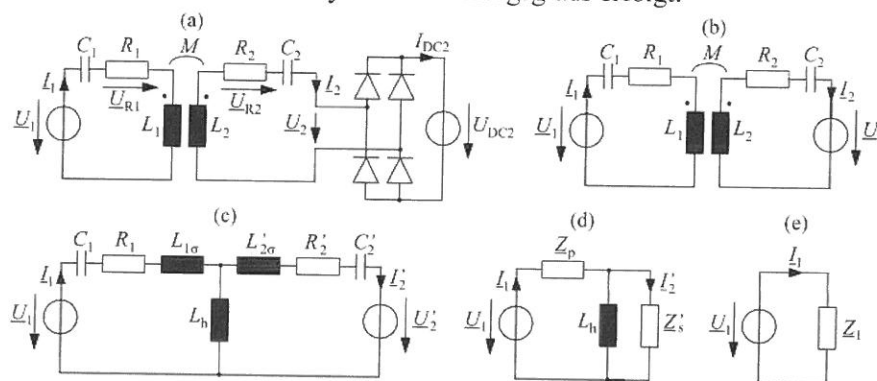 (a)
(b)
C1 R1 M R2 C2 IDC2
C1 R1 M R2 C2
I1 UR1 UR2 I2
I1 I2
U1 L1 L2 U2 UDC2
U1 L1 L2 U
(c)
(d)
(e)
C1 R1 L1σ L'2σ R'2 C'2
Zp
I1 I'2
I1 I'2
I1
U1 Lh U'2
U1 Lh Z's
U1 Z1